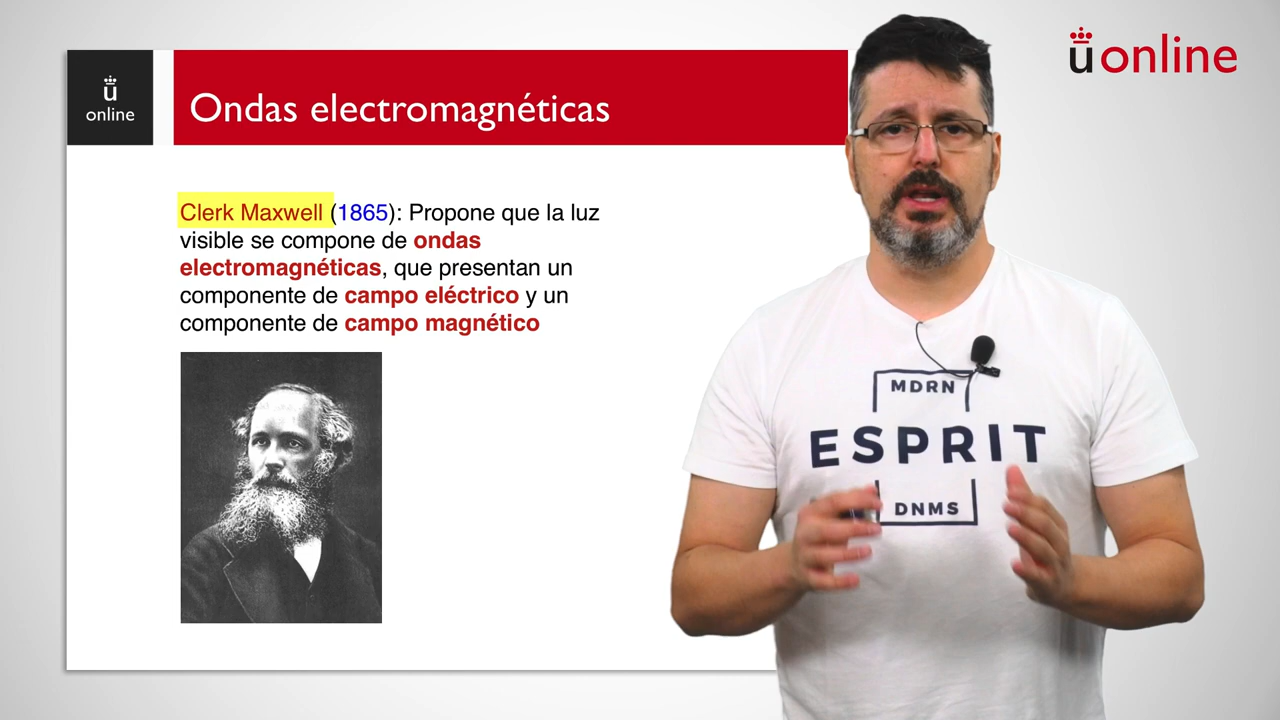 ü
online
Ondas electromagnéticas
Clerk Maxwell (1865): Propone que la luz
visible se compone de ondas
electromagnéticas, que presentan un
componente de campo eléctrico y un
componente de campo magnético
üonline
MDRN
ESPRIT
DNMS